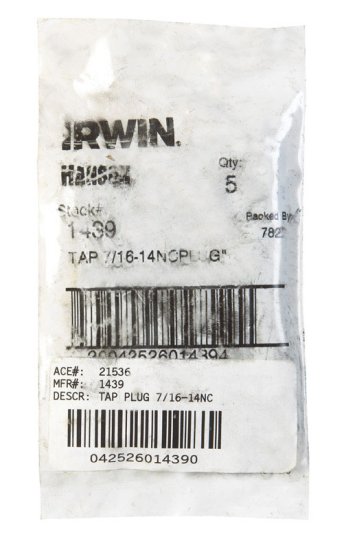 IRWIN.
HANSON
Qty:
5
Stock#
1439
Packed By
782
TAP 7/16-14NCPLUG"
20042526014394
ACE#: 21536
MFR#: 1439
DESCR: TAP PLUG 7/16-14NC
042526014390